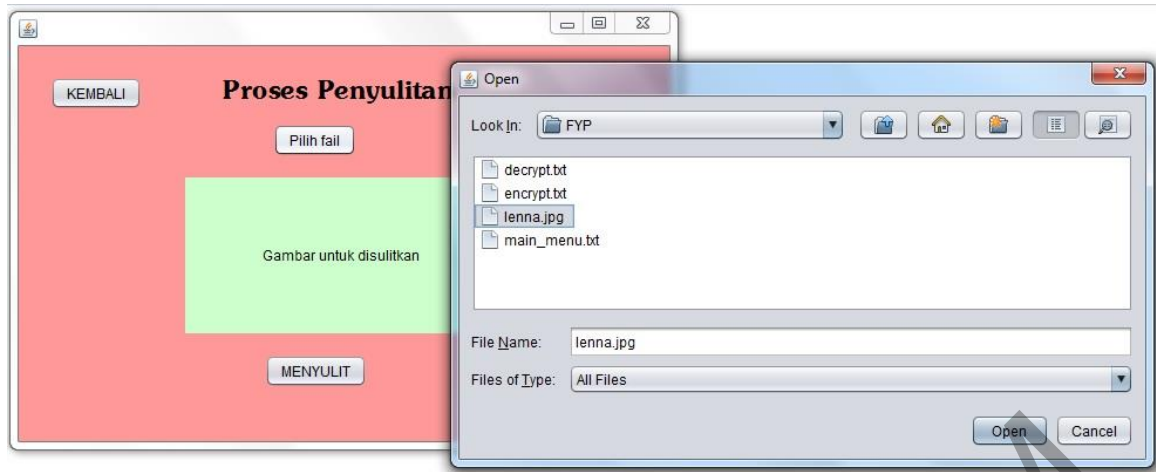 KEMBALI
Proses Penyulitan
Pilih fail
Gambar untuk disulitkan
MENYULIT
Open
Look In: FYP
decrypt.txt
encrypt.txt
lenna.jpg
main_menu.txt
File Name: lenna.jpg
Files of Type: All Files
Open Cancel